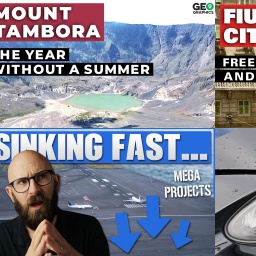 MOUNT
TAMBORA
THE YEAR
WITHOUT A SUMMER
GEO
GRAPHICS
FIU
CIT
FREE
AND
SINKING FAST...
MEGA
PROJECTS